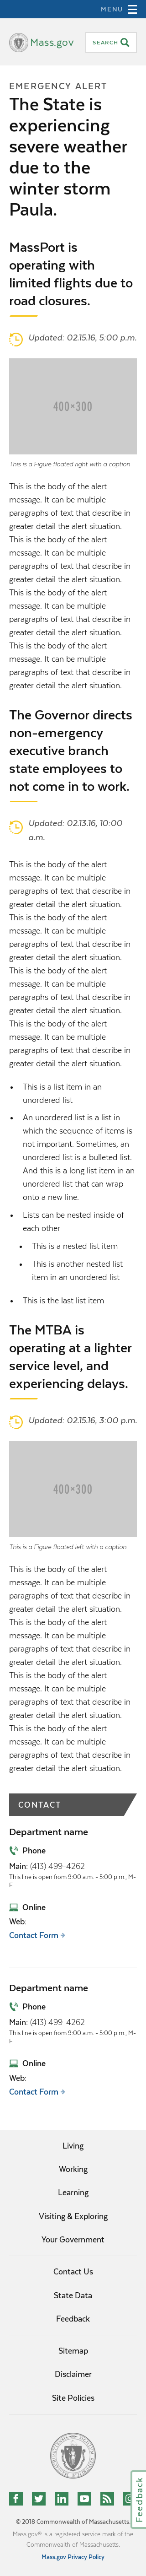 MENU
Mass.gov
SEARCH
EMERGENCY ALERT
The State is
experiencing
severe weather
due to the
winter storm
Paula.
MassPort is
operating with
limited flights due to
road closures.
Updated: 02.15.16, 5:00 p.m.
400×300
This is a Figure floated right with a caption
This is the body of the alert
message. It can be multiple
paragraphs of text that describe in
greater detail the alert situation.
This is the body of the alert
message. It can be multiple
paragraphs of text that describe in
greater detail the alert situation.
This is the body of the alert
message. It can be multiple
paragraphs of text that describe in
greater detail the alert situation.
This is the body of the alert
message. It can be multiple
paragraphs of text that describe in
greater detail the alert situation.
The Governor directs
non-emergency
executive branch
state employees to
not come in to work.
Updated: 02.13.16, 10:00
a.m.
This is the body of the alert
message. It can be multiple
paragraphs of text that describe in
greater detail the alert situation.
This is the body of the alert
message. It can be multiple
paragraphs of text that describe in
greater detail the alert situation.
This is the body of the alert
message. It can be multiple
paragraphs of text that describe in
greater detail the alert situation.
This is the body of the alert
message. It can be multiple
paragraphs of text that describe in
greater detail the alert situation.
• This is a list item in an
unordered list
• An unordered list is a list in
which the sequence of items is
not important. Sometimes, an
unordered list is a bulleted list.
And this is a long list item in an
unordered list that can wrap
onto a new line.
• Lists can be nested inside of
each other
• This is a nested list item
• This is another nested list
item in an unordered list
• This is the last list item
The MTBA is
operating at a lighter
service level, and
experiencing delays.
Updated: 02.15.16, 3:00 p.m.
400×300
This is a Figure floated left with a caption
This is the body of the alert
message. It can be multiple
paragraphs of text that describe in
greater detail the alert situation.
This is the body of the alert
message. It can be multiple
paragraphs of text that describe in
greater detail the alert situation.
This is the body of the alert
message. It can be multiple
paragraphs of text that describe in
greater detail the alert situation.
This is the body of the alert
message. It can be multiple
paragraphs of text that describe in
greater detail the alert situation.
CONTACT
Department name
Phone
Main: (413) 499-4262
This line is open from 9:00 a.m. - 5:00 p.m., M-
F
Online
Web:
Contact Form →
Department name
Phone
Main: (413) 499-4262
This line is open from 9:00 a.m. - 5:00 p.m., M-
F
Online
Web:
Contact Form →
Living
Working
Learning
Visiting & Exploring
Your Government
Contact Us
State Data
Feedback
Sitemap
Disclaimer
Site Policies
Feedback
© 2018 Commonwealth of Massachusetts.
Mass.gov® is a registered service mark of the
Commonwealth of Massachusetts.
Mass.gov Privacy Policy